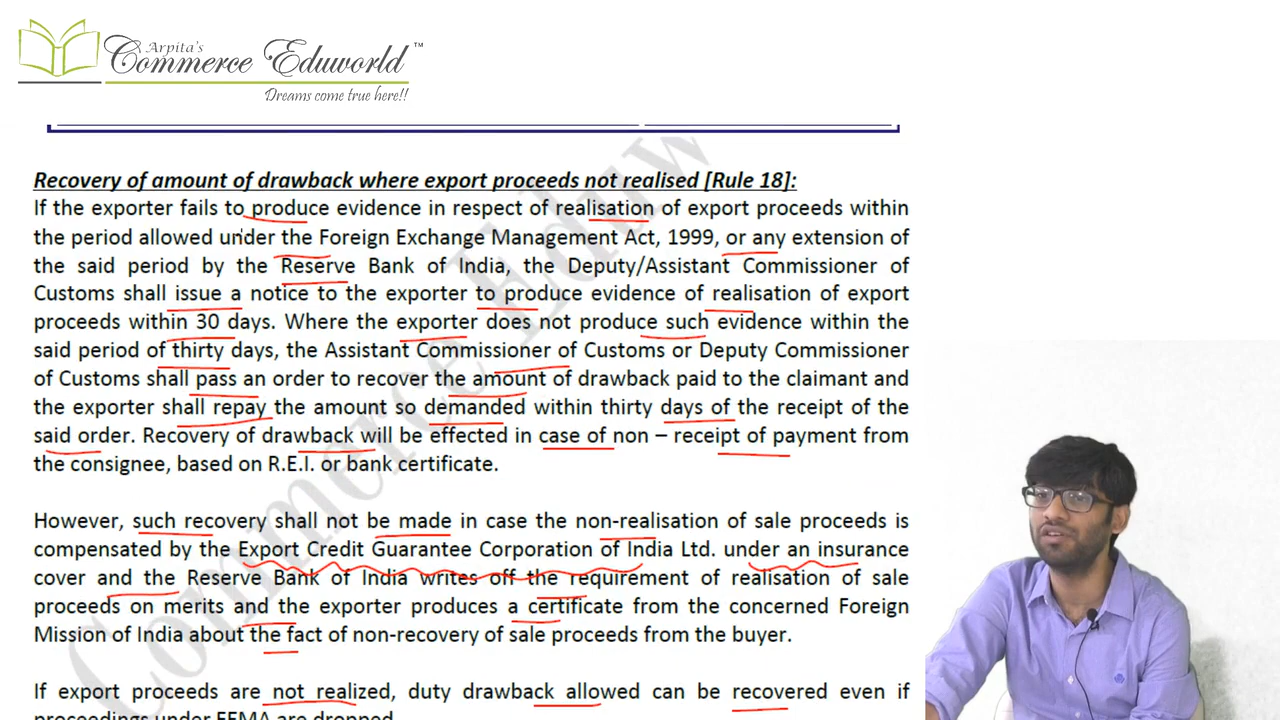 Arpita's
Commerce Eduworld™
Dreams come true here!!
Recovery of amount of drawback where export proceeds not realised [Rule 18]:
If the exporter fails to produce evidence in respect of realisation of export proceeds within
the period allowed under the Foreign Exchange Management Act, 1999, or any extension of
the said period by the Reserve Bank of India, the Deputy/Assistant Commissioner of
Customs shall issue a notice to the exporter to produce evidence of realisation of export
proceeds within 30 days. Where the exporter does not produce such evidence within the
said period of thirty days, the Assistant Commissioner of Customs or Deputy Commissioner
of Customs shall pass an order to recover the amount of drawback paid to the claimant and
the exporter shall repay the amount so demanded within thirty days of the receipt of the
said order. Recovery of drawback will be effected in case of non – receipt of payment from
the consignee, based on R.E.I. or bank certificate.
However, such recovery shall not be made in case the non-realisation of sale proceeds is
compensated by the Export Credit Guarantee Corporation of India Ltd. under an insurance
cover and the Reserve Bank of India writes off the requirement of realisation of sale
proceeds on merits and the exporter produces a certificate from the concerned Foreign
Mission of India about the fact of non-recovery of sale proceeds from the buyer.
If export proceeds are not realized, duty drawback allowed can be recovered even if
proceedings under FEMA are dropped
Commerce Eduw